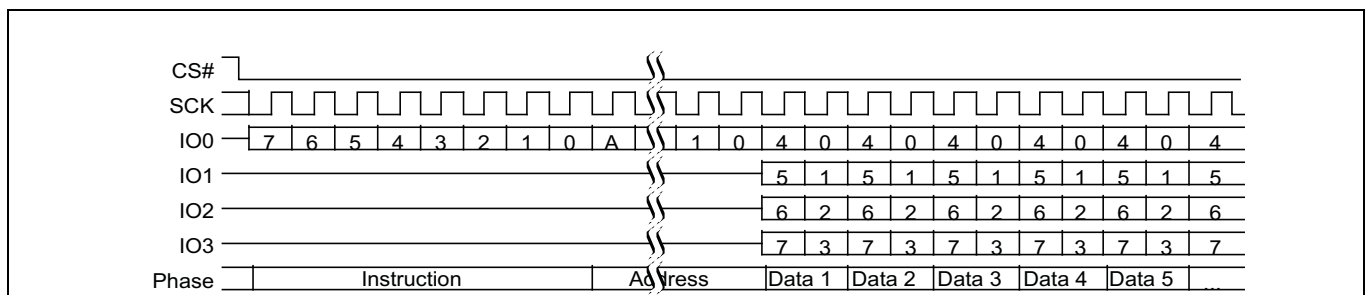 CS#
SCK
IO0 7 6 5 4 3 2 1 0 A 1 0 4 0 4 0 4 0 4 0 4 0 4
IO1 5 1 5 1 5 1 5 1 5 1 5
IO2 6 2 6 2 6 2 6 2 6 2 6
IO3 7 3 7 3 7 3 7 3 7 3 7
Phase Instruction Address Data 1 Data 2 Data 3 Data 4 Data 5 ...